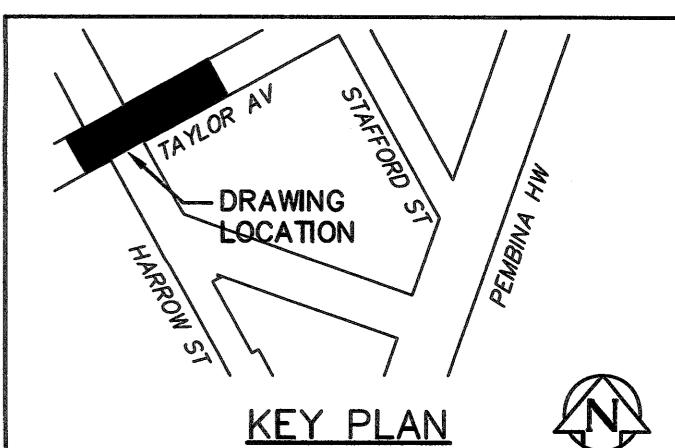 TAYLOR AV
STAFFORD ST
DRAWING
LOCATION
HARROW ST
PEMBINA HW
KEY PLAN
N